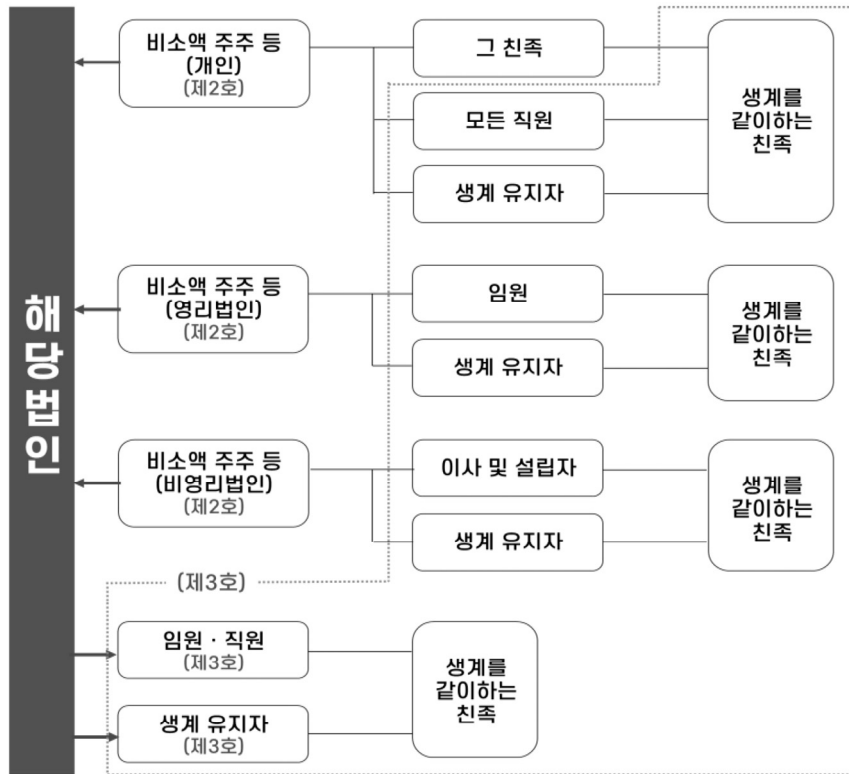 해당법인
비소액 주주 등
(개인)
(제2호)
그 친족
모든 직원
생계 유지자
생계를
같이하는
친족
비소액 주주 등
(영리법인)
(제2호)
임원
생계 유지자
생계를
같이하는
친족
비소액 주주 등
(비영리법인)
(제2호)
이사 및 설립자
생계 유지자
생계를
같이하는
친족
(제3호)
임원 · 직원
(제3호)
생계 유지자
(제3호)
생계를
같이하는
친족